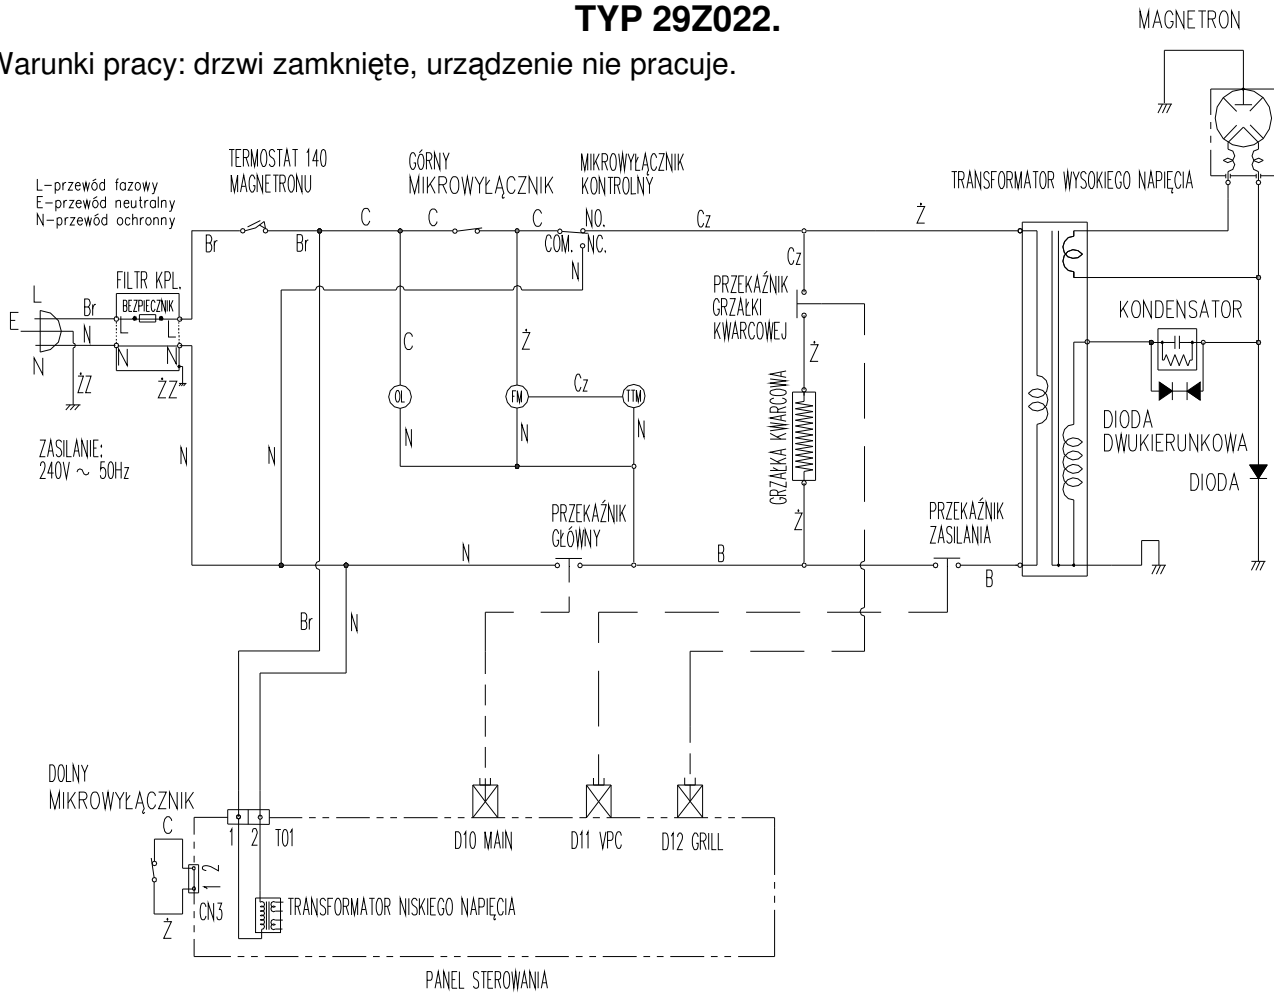 TYP 29Z022.
Warunki pracy: drzwi zamknięte, urządzenie nie pracuje.
MAGNETRON
TERMOSTAT 140
MAGNETRONU
GÓRNY
MIKROWYŁĄCZNIK
MIKROWYŁĄCZNIK
KONTROLNY
TRANSFORMATOR WYSOKIEGO NAPIĘCIA
L-przewód fazowy
E-przewód neutralny
N-przewód ochronny
C
C
C
NO.
Cz
Ż
Br
Br
COM.
NC.
N
Cz
FILTR KPL.
BEZPIECZNIK
L
Br
L
L
E
N
N
N
N
ŻZ
ŻZ
PRZEKAŹNIK
GRZAŁKI
KWARCOWEJ
KONDENSATOR
C
Ż
Ż
Cz
OL
FM
TTM
N
N
N
GRZAŁKA KWARCOWA
DIODA
DWUKIERUNKOWA
DIODA
ZASILANIE:
240V ~ 50Hz
N
N
PRZEKAŹNIK
GŁÓWNY
Ż
PRZEKAŹNIK
ZASILANIA
N
B
B
Br
N
DOLNY
MIKROWYŁĄCZNIK
C
1
2
T01
D10 MAIN
D11 VPC
D12 GRILL
1 2
CN3
Ż
TRANSFORMATOR NISKIEGO NAPIĘCIA
PANEL STEROWANIA